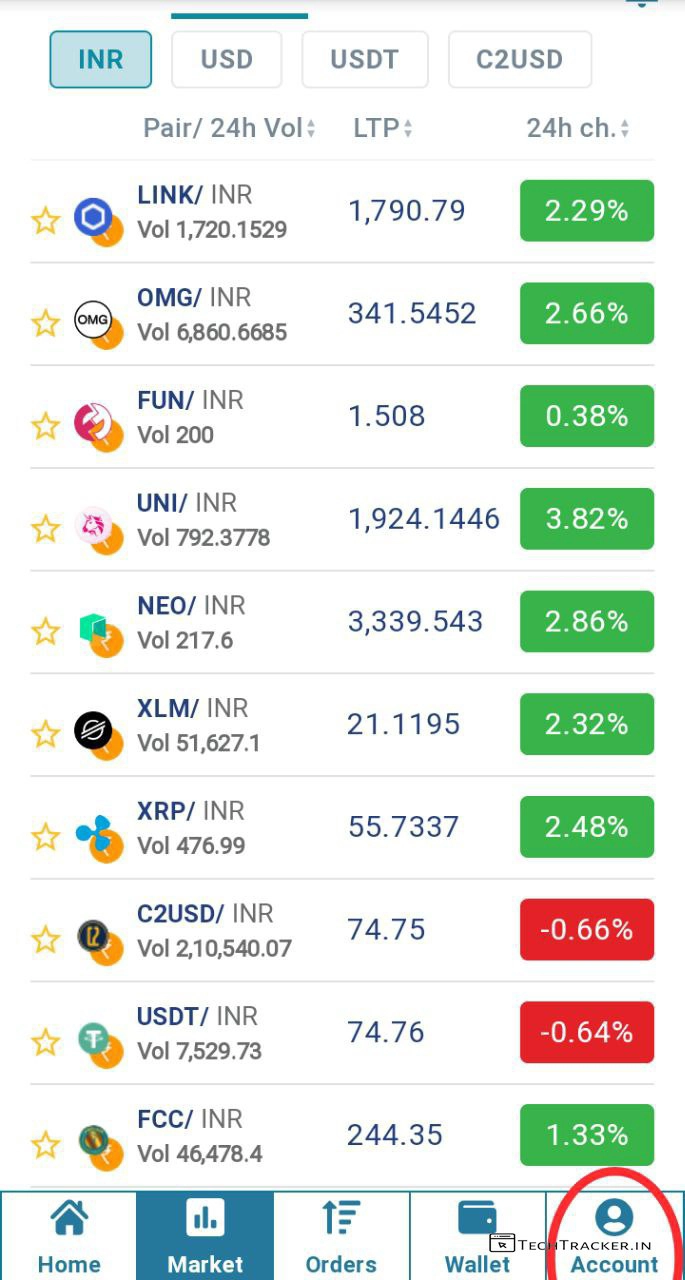 INR USD USDT C2USD
Pair/ 24h Vol LTP 24h ch.
LINK/ INR
Vol 1,720.1529
1,790.79
2.29%
OMG
OMG/ INR
Vol 6,860.6685
341.5452
2.66%
FUN/ INR
Vol 200
1.508
0.38%
UNI/ INR
Vol 792.3778
1,924.1446
3.82%
NEO/ INR
Vol 217.6
3,339.543
2.86%
XLM/ INR
Vol 51,627.1
21.1195
2.32%
XRP/ INR
Vol 476.99
55.7337
2.48%
C2USD/ INR
Vol 2,10,540.07
74.75
-0.66%
USDT/ INR
Vol 7,529.73
74.76
-0.64%
FCC/ INR
Vol 46,478.4
244.35
1.33%
TECHTRACKER.IN
Home Market Orders Wallet Account